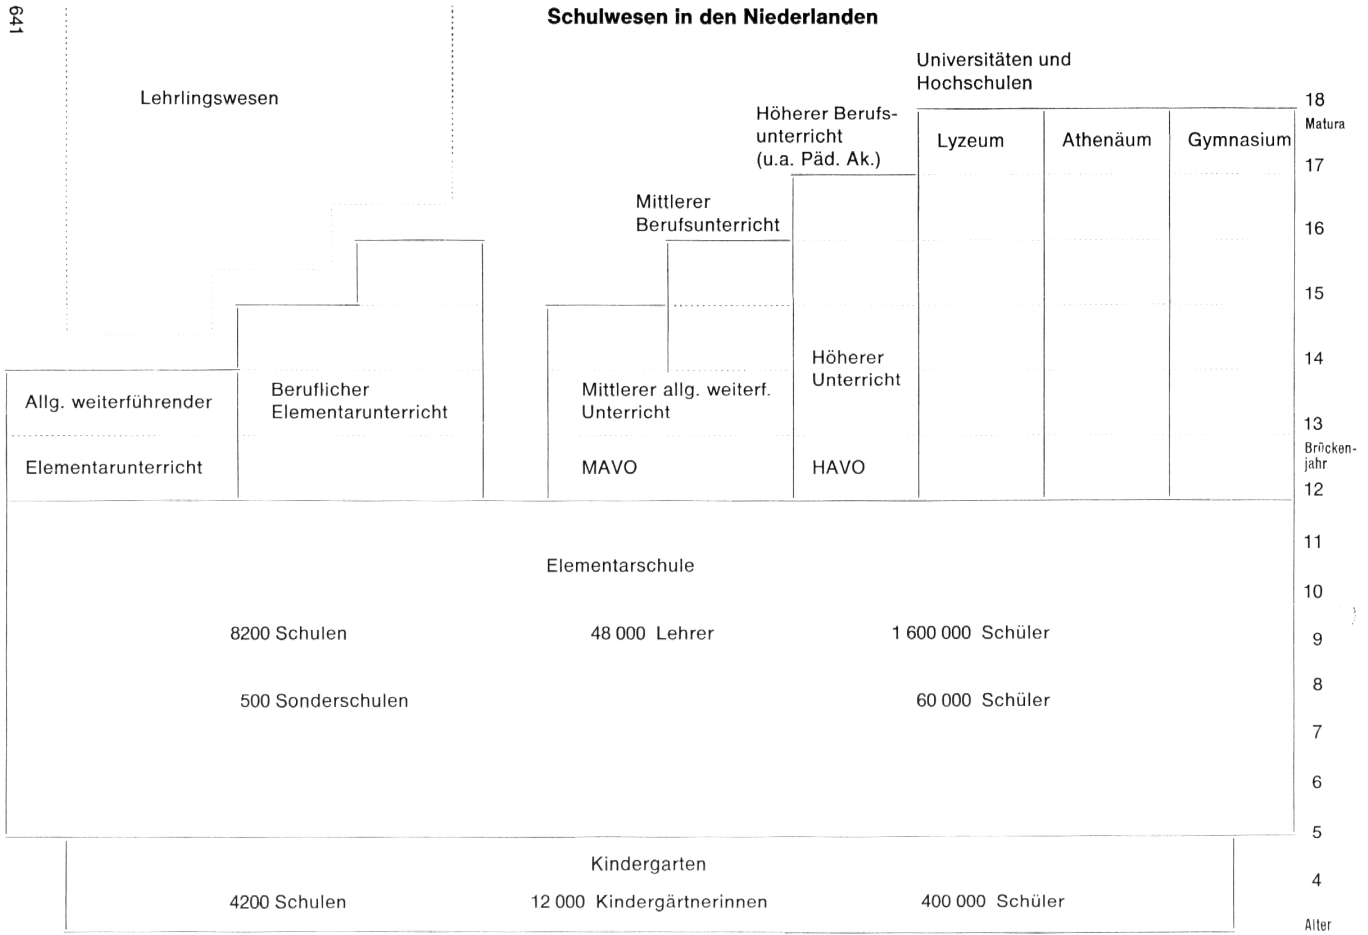 641
Schulwesen in den Niederlanden
Universitäten und
Hochschulen
Lehrlingswesen
Höherer Berufs-
unterricht
(u.a. Päd. Ak.)
Lyzeum
Athenäum
Gymnasium
18
Matura
17
Mittlerer
Berufsunterricht
16
15
14
Höherer
Unterricht
Allg. weiterführender
Beruflicher
Elementarunterricht
Mittlerer allg. weiterf.
Unterricht
13
Brücken-
jahr
Elementarunterricht
MAVO
HAVO
12
11
Elementarschule
10
8200 Schulen
48 000 Lehrer
1 600 000 Schüler
9
8
500 Sonderschulen
60 000 Schüler
7
6
5
Kindergarten
4
4200 Schulen
12 000 Kindergärtnerinnen
400 000 Schüler
Alter